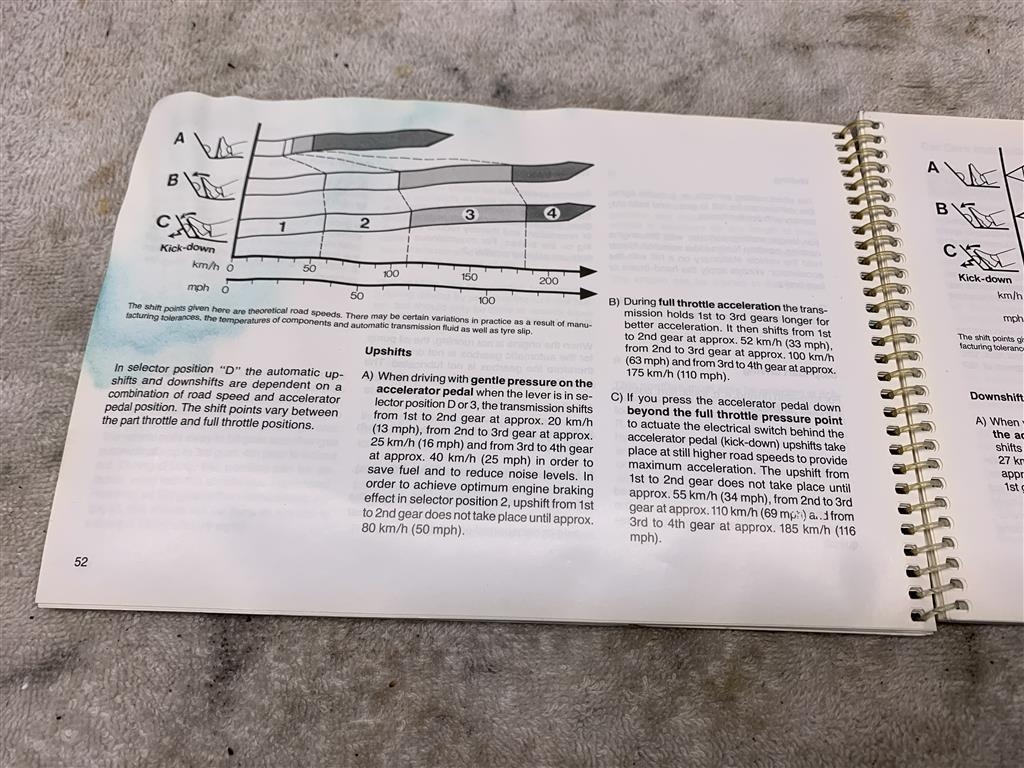 A
B
C
Kick-down
1
2
3
4
km/h 0 50 100 150 200
mph 0 50 100
The shift points given here are theoretical road speeds. There may be certain variations in practice as a result of manu-
facturing tolerances, the temperatures of components and automatic transmission fluid as well as tyre slip.
In selector position "D" the automatic up-
shifts and downshifts are dependent on a
combination of road speed and accelerator
pedal position. The shift points vary between
the part throttle and full throttle positions.
52
Upshifts
A) When driving with gentle pressure on the
accelerator pedal when the lever is in se-
lector position D or 3, the transmission shifts
from 1st to 2nd gear at approx. 20 km/h
(13 mph), from 2nd to 3rd gear at approx.
25 km/h (16 mph) and from 3rd to 4th gear
at approx. 40 km/h (25 mph) in order to
save fuel and to reduce noise levels. In
order to achieve optimum engine braking
effect in selector position 2, upshift from 1st
to 2nd gear does not take place until approx.
80 km/h (50 mph).
B) During full throttle acceleration the trans-
mission holds 1st to 3rd gears longer for
better acceleration. It then shifts from 1st
to 2nd gear at approx. 52 km/h (33 mph),
from 2nd to 3rd gear at approx. 100 km/h
(63 mph) and from 3rd to 4th gear at approx.
175 km/h (110 mph).
C) If you press the accelerator pedal down
beyond the full throttle pressure point
to actuate the electrical switch behind the
accelerator pedal (kick-down) upshifts take
place at still higher road speeds to provide
maximum acceleration. The upshift from
1st to 2nd gear does not take place until
approx. 55 km/h (34 mph), from 2nd to 3rd
gear at approx. 110 km/h (69 mph) and from
3rd to 4th gear at approx. 185 km/h (116
mph).
A
B
C
Kick-down
km/h
mph
The shift points gi
facturing toleranc
Downshift
A) When
the ac
shifts
27 km
appr
1st g